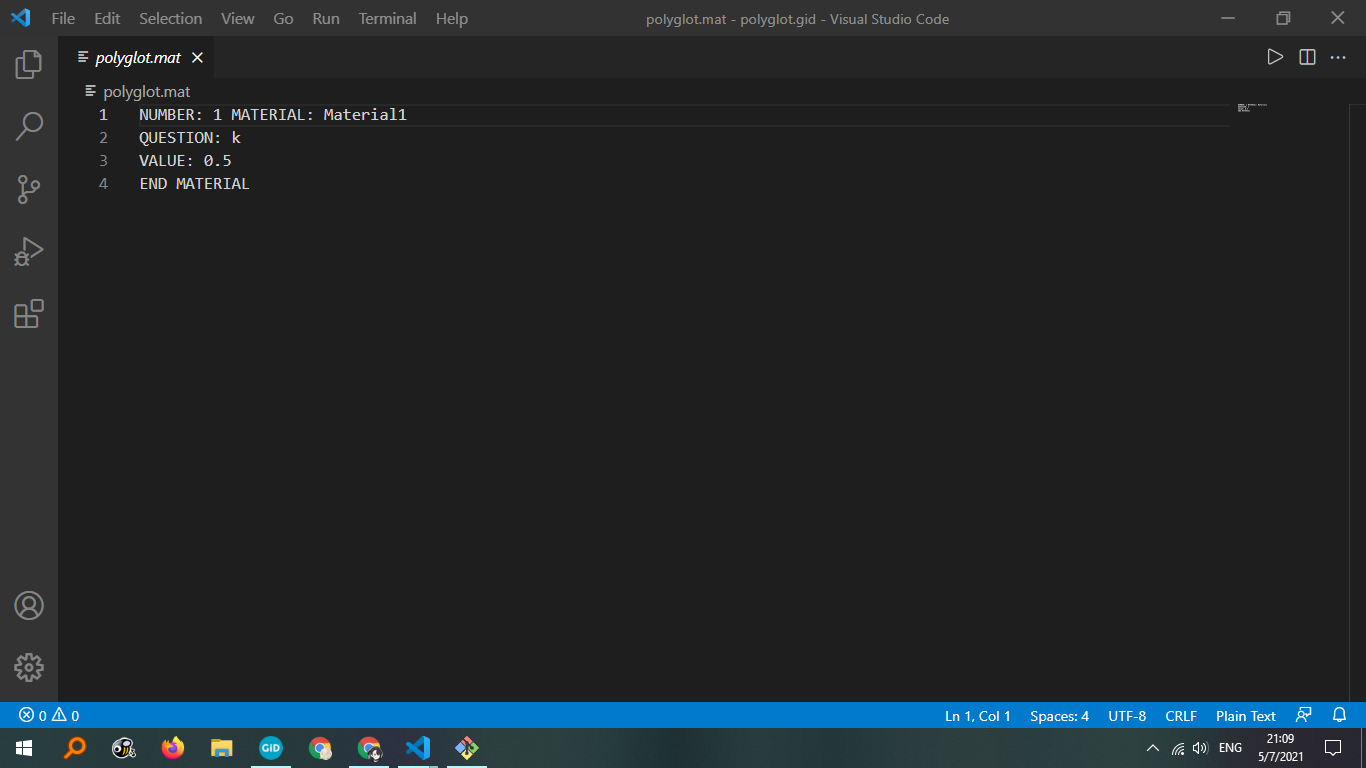 File Edit Selection View Go Run Terminal Help polyglot.mat - polyglot.gid - Visual Studio Code
polyglot.mat
polyglot.mat
1 NUMBER: 1 MATERIAL: Material1
2 QUESTION: k
3 VALUE: 0.5
4 END MATERIAL
0 0 Ln 1, Col 1 Spaces: 4 UTF-8 CRLF Plain Text
GID ENG 21:09
5/7/2021